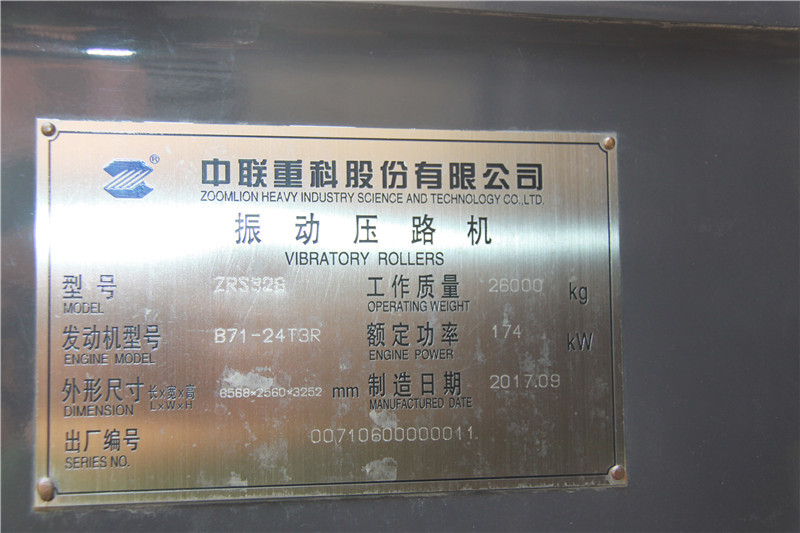 ®
中联重科股份有限公司
ZOOMLION HEAVY INDUSTRY SCIENCE AND TECHNOLOGY CO.,LTD.
振动压路机
VIBRATORY ROLLERS
型号 工作质量 26000 kg
MODEL OPERATING WEIGHT
发动机型号 B71-24T3R 额定功率 174 kW
ENGINE MODEL ENGINE POWER
外形尺寸 长x宽x高 6568*2560*3252 mm 制造日期 2017.09
DIMENSION LxWxH MANUFACTURED DATE
出厂编号 00710600000011
SERIES NO.